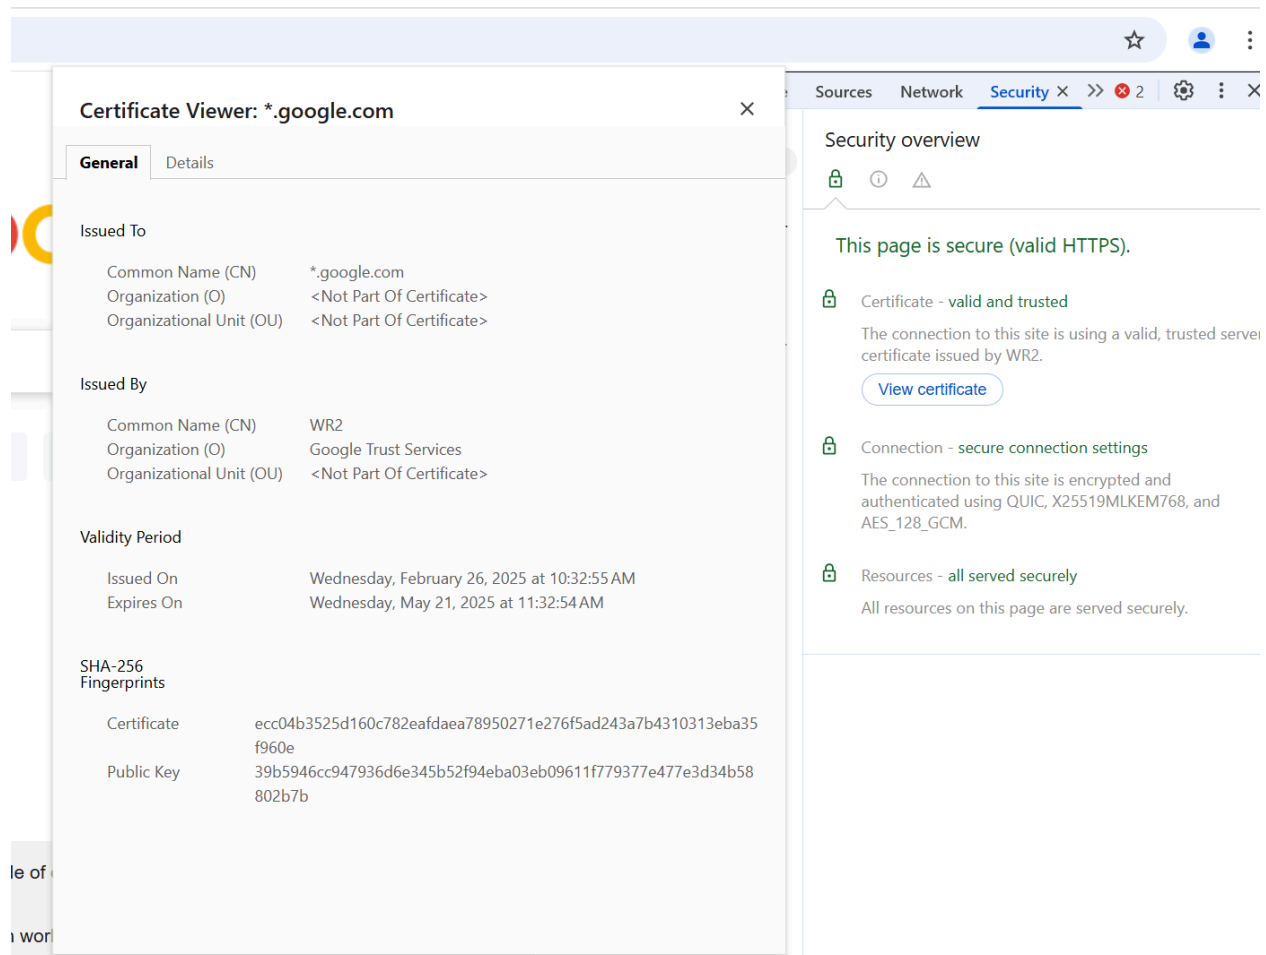 Certificate Viewer: *.google.com
General
Details
Issued To
Common Name (CN) *.google.com
Organization (O) <Not Part Of Certificate>
Organizational Unit (OU) <Not Part Of Certificate>
Issued By
Common Name (CN) WR2
Organization (O) Google Trust Services
Organizational Unit (OU) <Not Part Of Certificate>
Validity Period
Issued On Wednesday, February 26, 2025 at 10:32:55 AM
Expires On Wednesday, May 21, 2025 at 11:32:54 AM
SHA-256
Fingerprints
Certificate ecc04b3525d160c782eafdaea78950271e276f5ad243a7b4310313eba35
f960e
Public Key 39b5946cc947936d6e345b52f94eba03eb09611f779377e477e3d34b58
802b7b
of
Sources Network Security 2
Security overview
This page is secure (valid HTTPS).
Certificate - valid and trusted
The connection to this site is using a valid, trusted server
certificate issued by WR2.
View certificate
Connection - secure connection settings
The connection to this site is encrypted and
authenticated using QUIC, X25519MLKEM768, and
AES_128_GCM.
Resources - all served securely
All resources on this page are served securely.